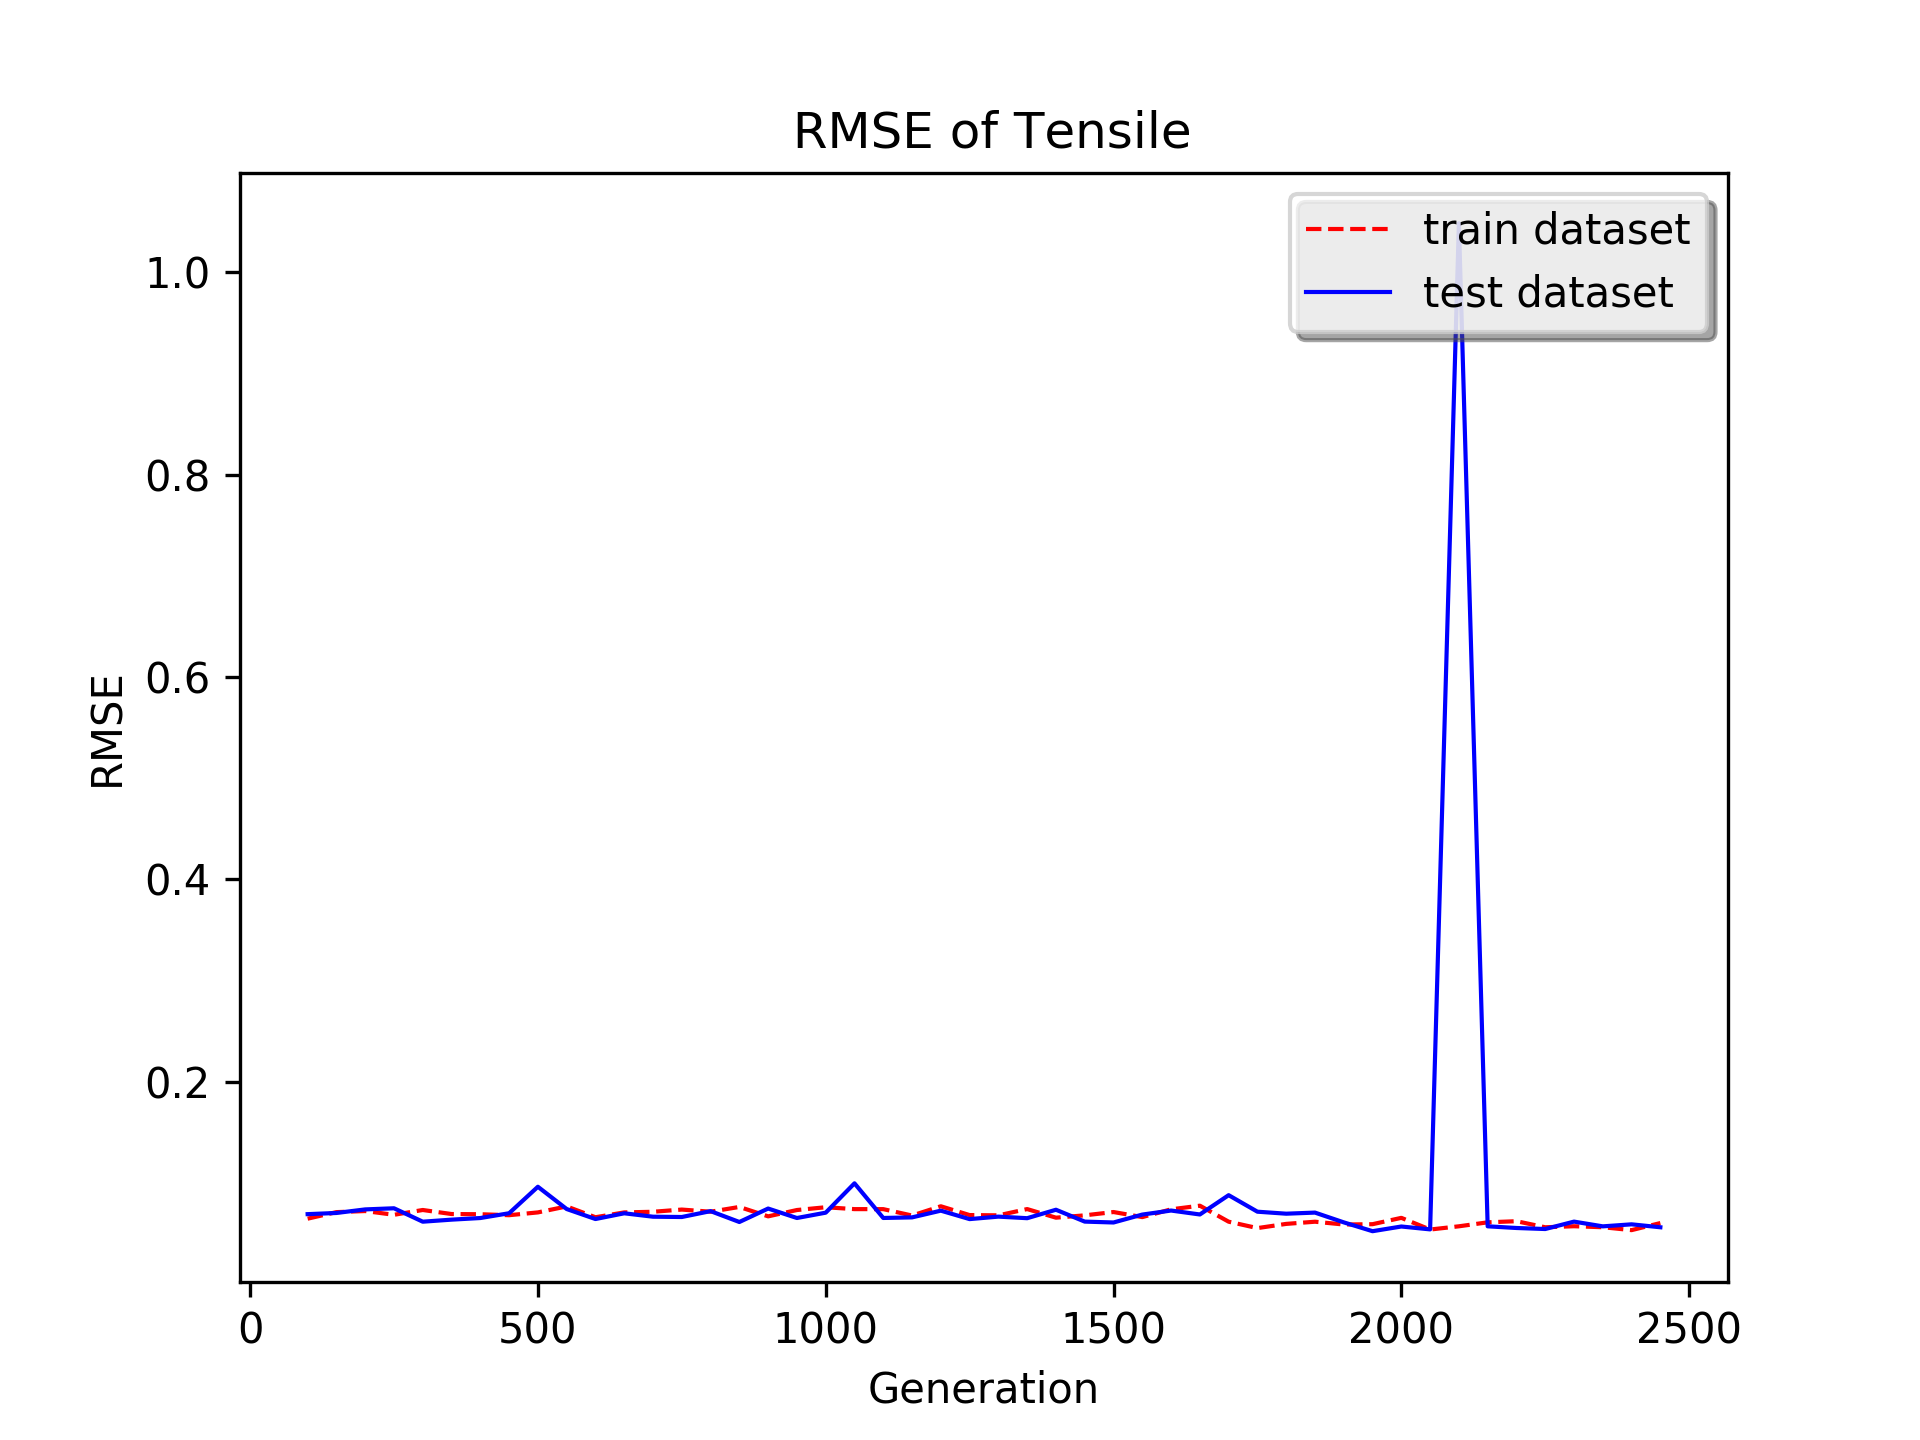 RMSE of Tensile
train dataset
test dataset
1.0
0.8
0.6
0.4
0.2
RMSE
0 500 1000 1500 2000 2500
Generation